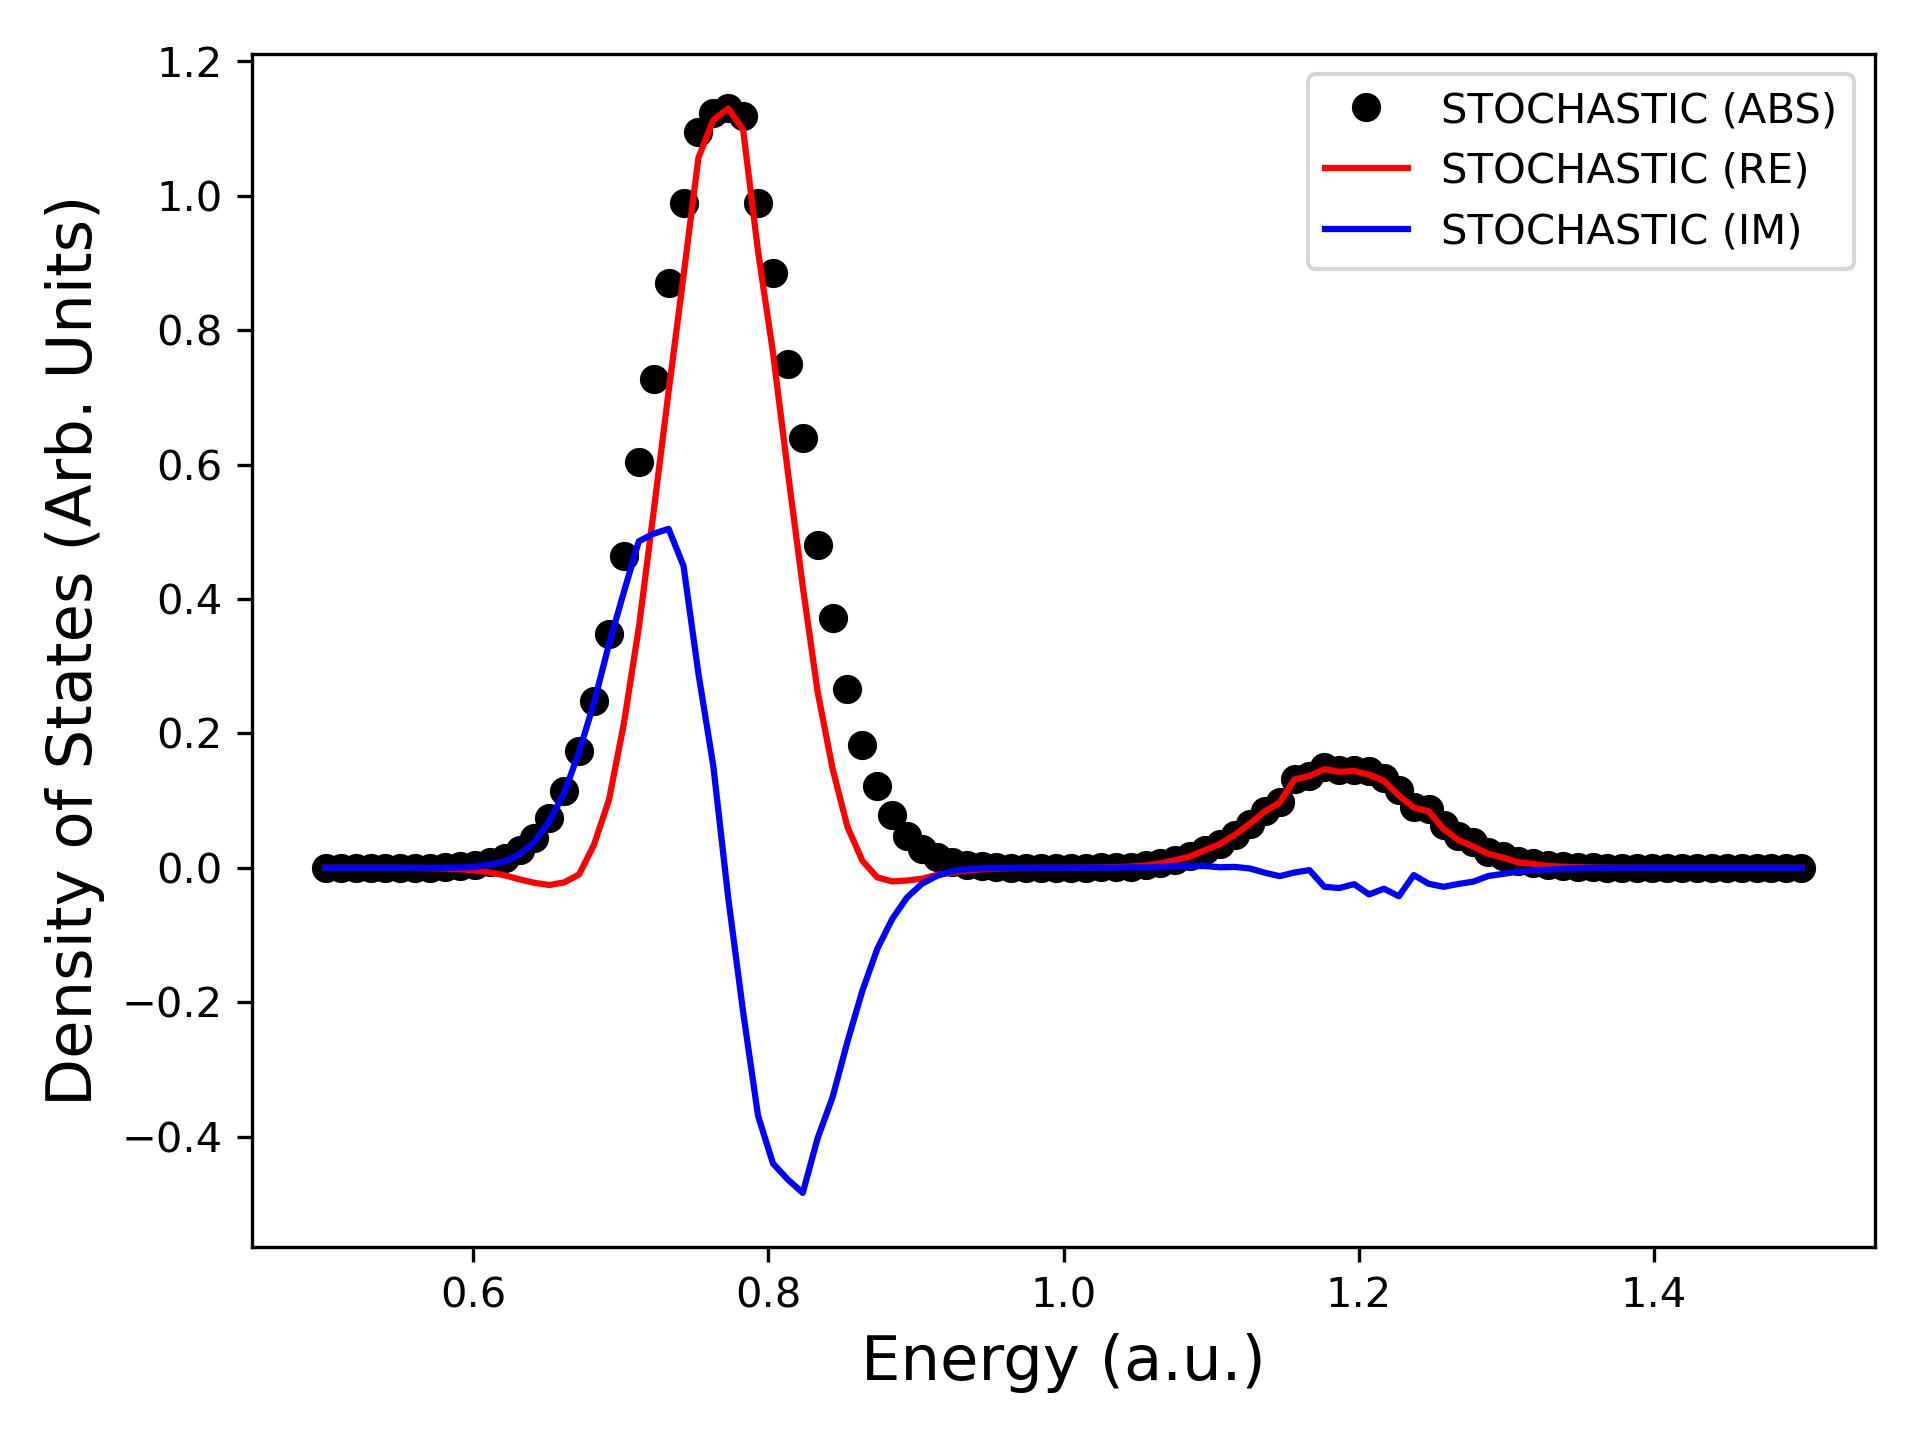 1.2
1.0
0.8
0.6
0.4
0.2
0.0
−0.2
−0.4
Density of States (Arb. Units)
STOCHASTIC (ABS)
STOCHASTIC (RE)
STOCHASTIC (IM)
0.6 0.8 1.0 1.2 1.4
Energy (a.u.)